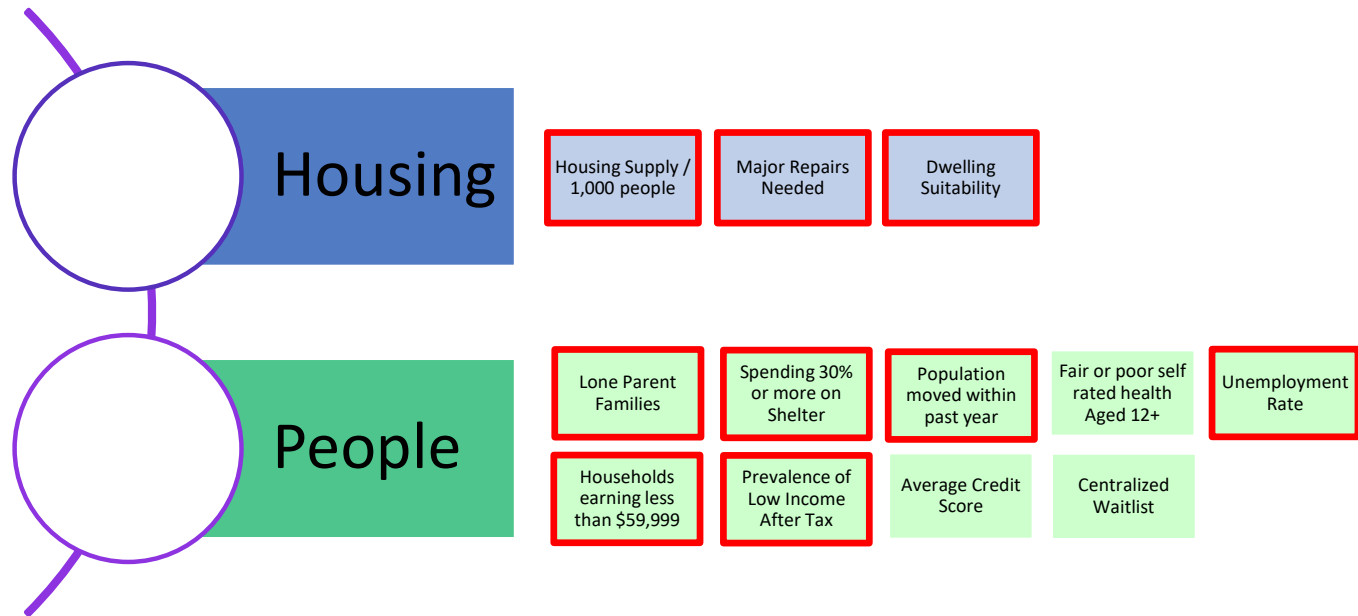 Housing
Housing Supply /
1,000 people
Major Repairs
Needed
Dwelling
Suitability
People
Lone Parent
Families
Spending 30%
or more on
Shelter
Population
moved within
past year
Fair or poor self
rated health
Aged 12+
Unemployment
Rate
Households
earning less
than $59,999
Prevalence of
Low Income
After Tax
Average Credit
Score
Centralized
Waitlist